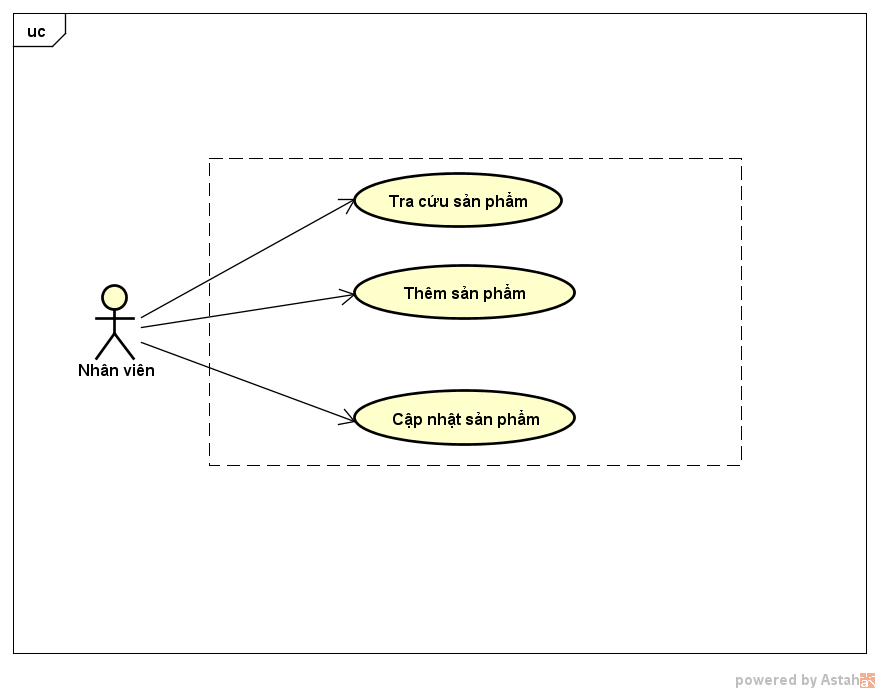 uc
Tra cứu sản phẩm
Thêm sản phẩm
Nhân viên
Cập nhật sản phẩm
powered by Astah